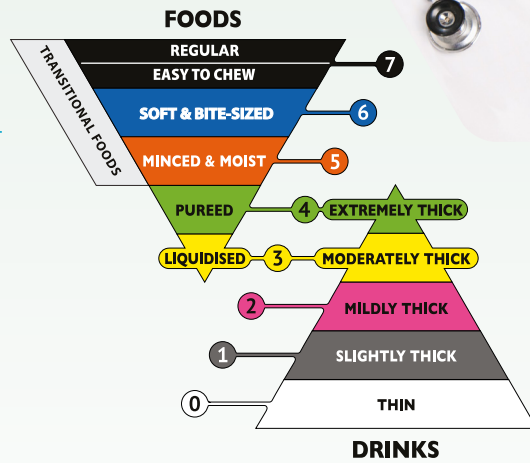 FOODS
TRANSITIONAL FOODS
REGULAR
EASY TO CHEW
7
SOFT & BITE-SIZED
6
MINCED & MOIST
5
PUREED
4
EXTREMELY THICK
LIQUIDISED
3
MODERATELY THICK
2
MILDLY THICK
1
SLIGHTLY THICK
0
THIN
DRINKS